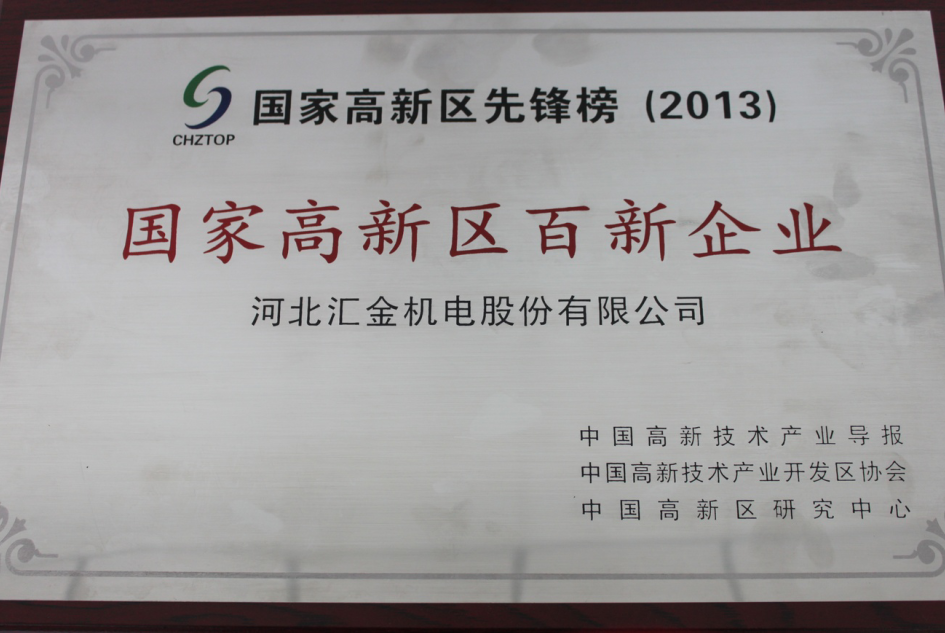 国家高新区先锋榜 (2013)
CHZTOP
国家高新区百新企业
河北汇金机电股份有限公司
中国高新技术产业导报
中国高新技术产业开发区协会
中国高新区研究中心